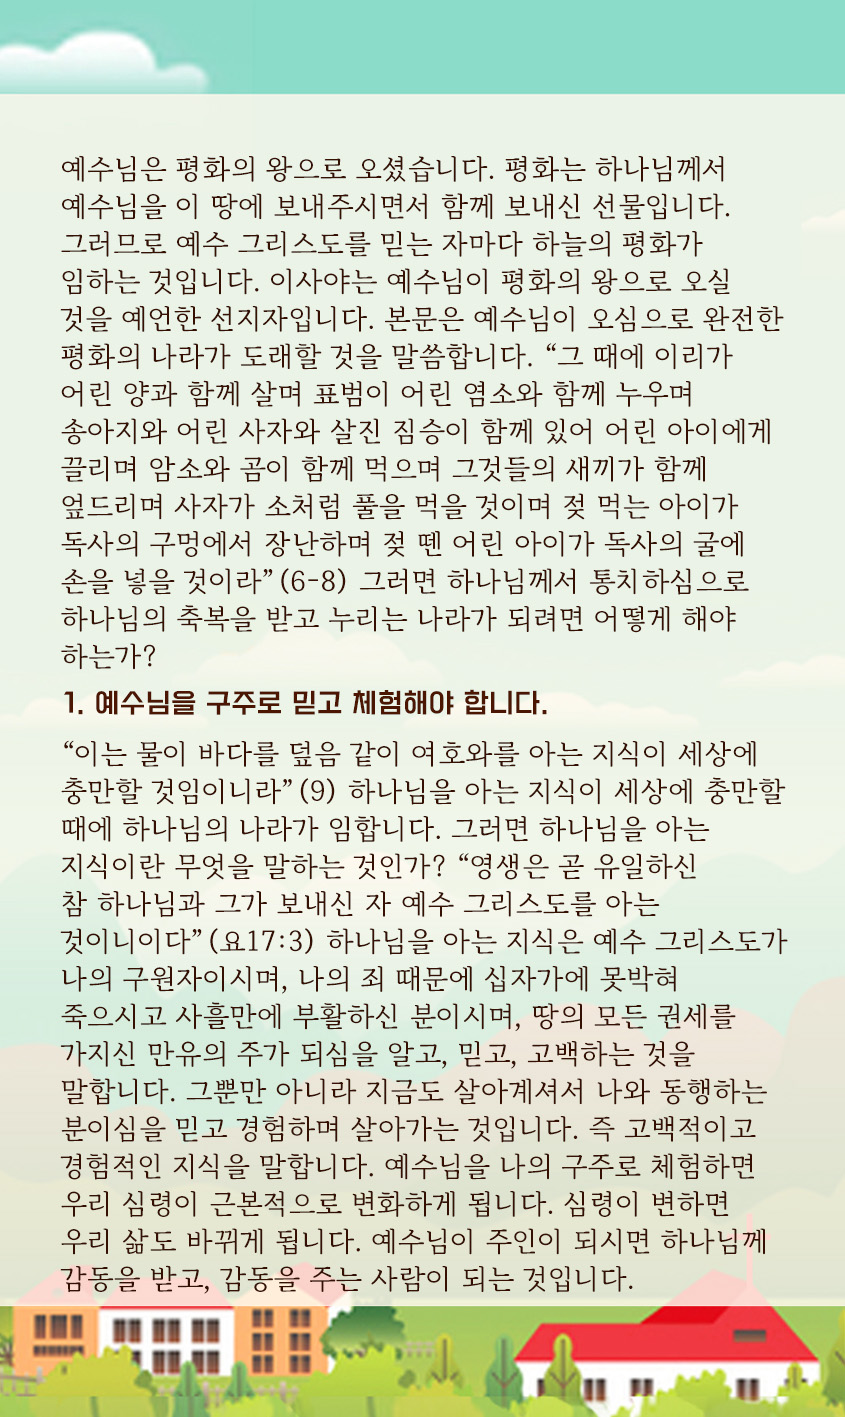 예수님은 평화의 왕으로 오셨습니다. 평화는 하나님께서
예수님을 이 땅에 보내주시면서 함께 보내신 선물입니다.
그러므로 예수 그리스도를 믿는 자마다 하늘의 평화가
임하는 것입니다. 이사야는 예수님이 평화의 왕으로 오실
것을 예언한 선지자입니다. 본문은 예수님이 오심으로 완전한
평화의 나라가 도래할 것을 말씀합니다. “그 때에 이리가
어린 양과 함께 살며 표범이 어린 염소와 함께 누우며
송아지와 어린 사자와 살진 짐승이 함께 있어 어린 아이에게
끌리며 암소와 곰이 함께 먹으며 그것들의 새끼가 함께
엎드리며 사자가 소처럼 풀을 먹을 것이며 젖 먹는 아이가
독사의 구멍에서 장난하며 젖 뗀 어린 아이가 독사의 굴에
손을 넣을 것이라”(6-8) 그러면 하나님께서 통치하심으로
하나님의 축복을 받고 누리는 나라가 되려면 어떻게 해야
하는가?
1. 예수님을 구주로 믿고 체험해야 합니다.
“이는 물이 바다를 덮음 같이 여호와를 아는 지식이 세상에
충만할 것임이니라”(9) 하나님을 아는 지식이 세상에 충만할
때에 하나님의 나라가 임합니다. 그러면 하나님을 아는
지식이란 무엇을 말하는 것인가? “영생은 곧 유일하신
참 하나님과 그가 보내신 자 예수 그리스도를 아는
것이니이다”(요17:3) 하나님을 아는 지식은 예수 그리스도가
나의 구원자이시며, 나의 죄 때문에 십자가에 못박혀
죽으시고 사흘만에 부활하신 분이시며, 땅의 모든 권세를
가지신 만유의 주가 되심을 알고, 믿고, 고백하는 것을
말합니다. 그뿐만 아니라 지금도 살아계셔서 나와 동행하는
분이심을 믿고 경험하며 살아가는 것입니다. 즉 고백적이고
경험적인 지식을 말합니다. 예수님을 나의 구주로 체험하면
우리 심령이 근본적으로 변화하게 됩니다. 심령이 변하면
우리 삶도 바뀌게 됩니다. 예수님이 주인이 되시면 하나님께
감동을 받고, 감동을 주는 사람이 되는 것입니다.